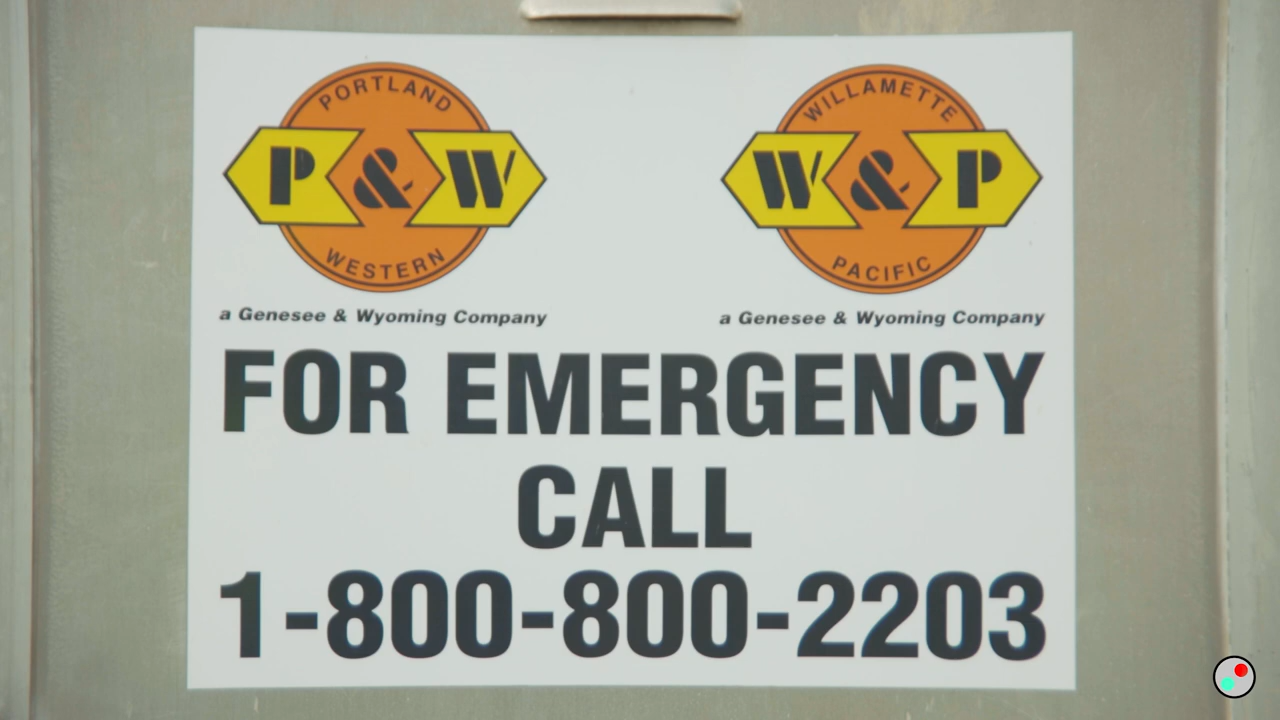 PORTLAND
P & W
WESTERN
a Genesee & Wyoming Company
WILLAMETTE
W & P
PACIFIC
a Genesee & Wyoming Company
FOR EMERGENCY
CALL
1-800-800-2203